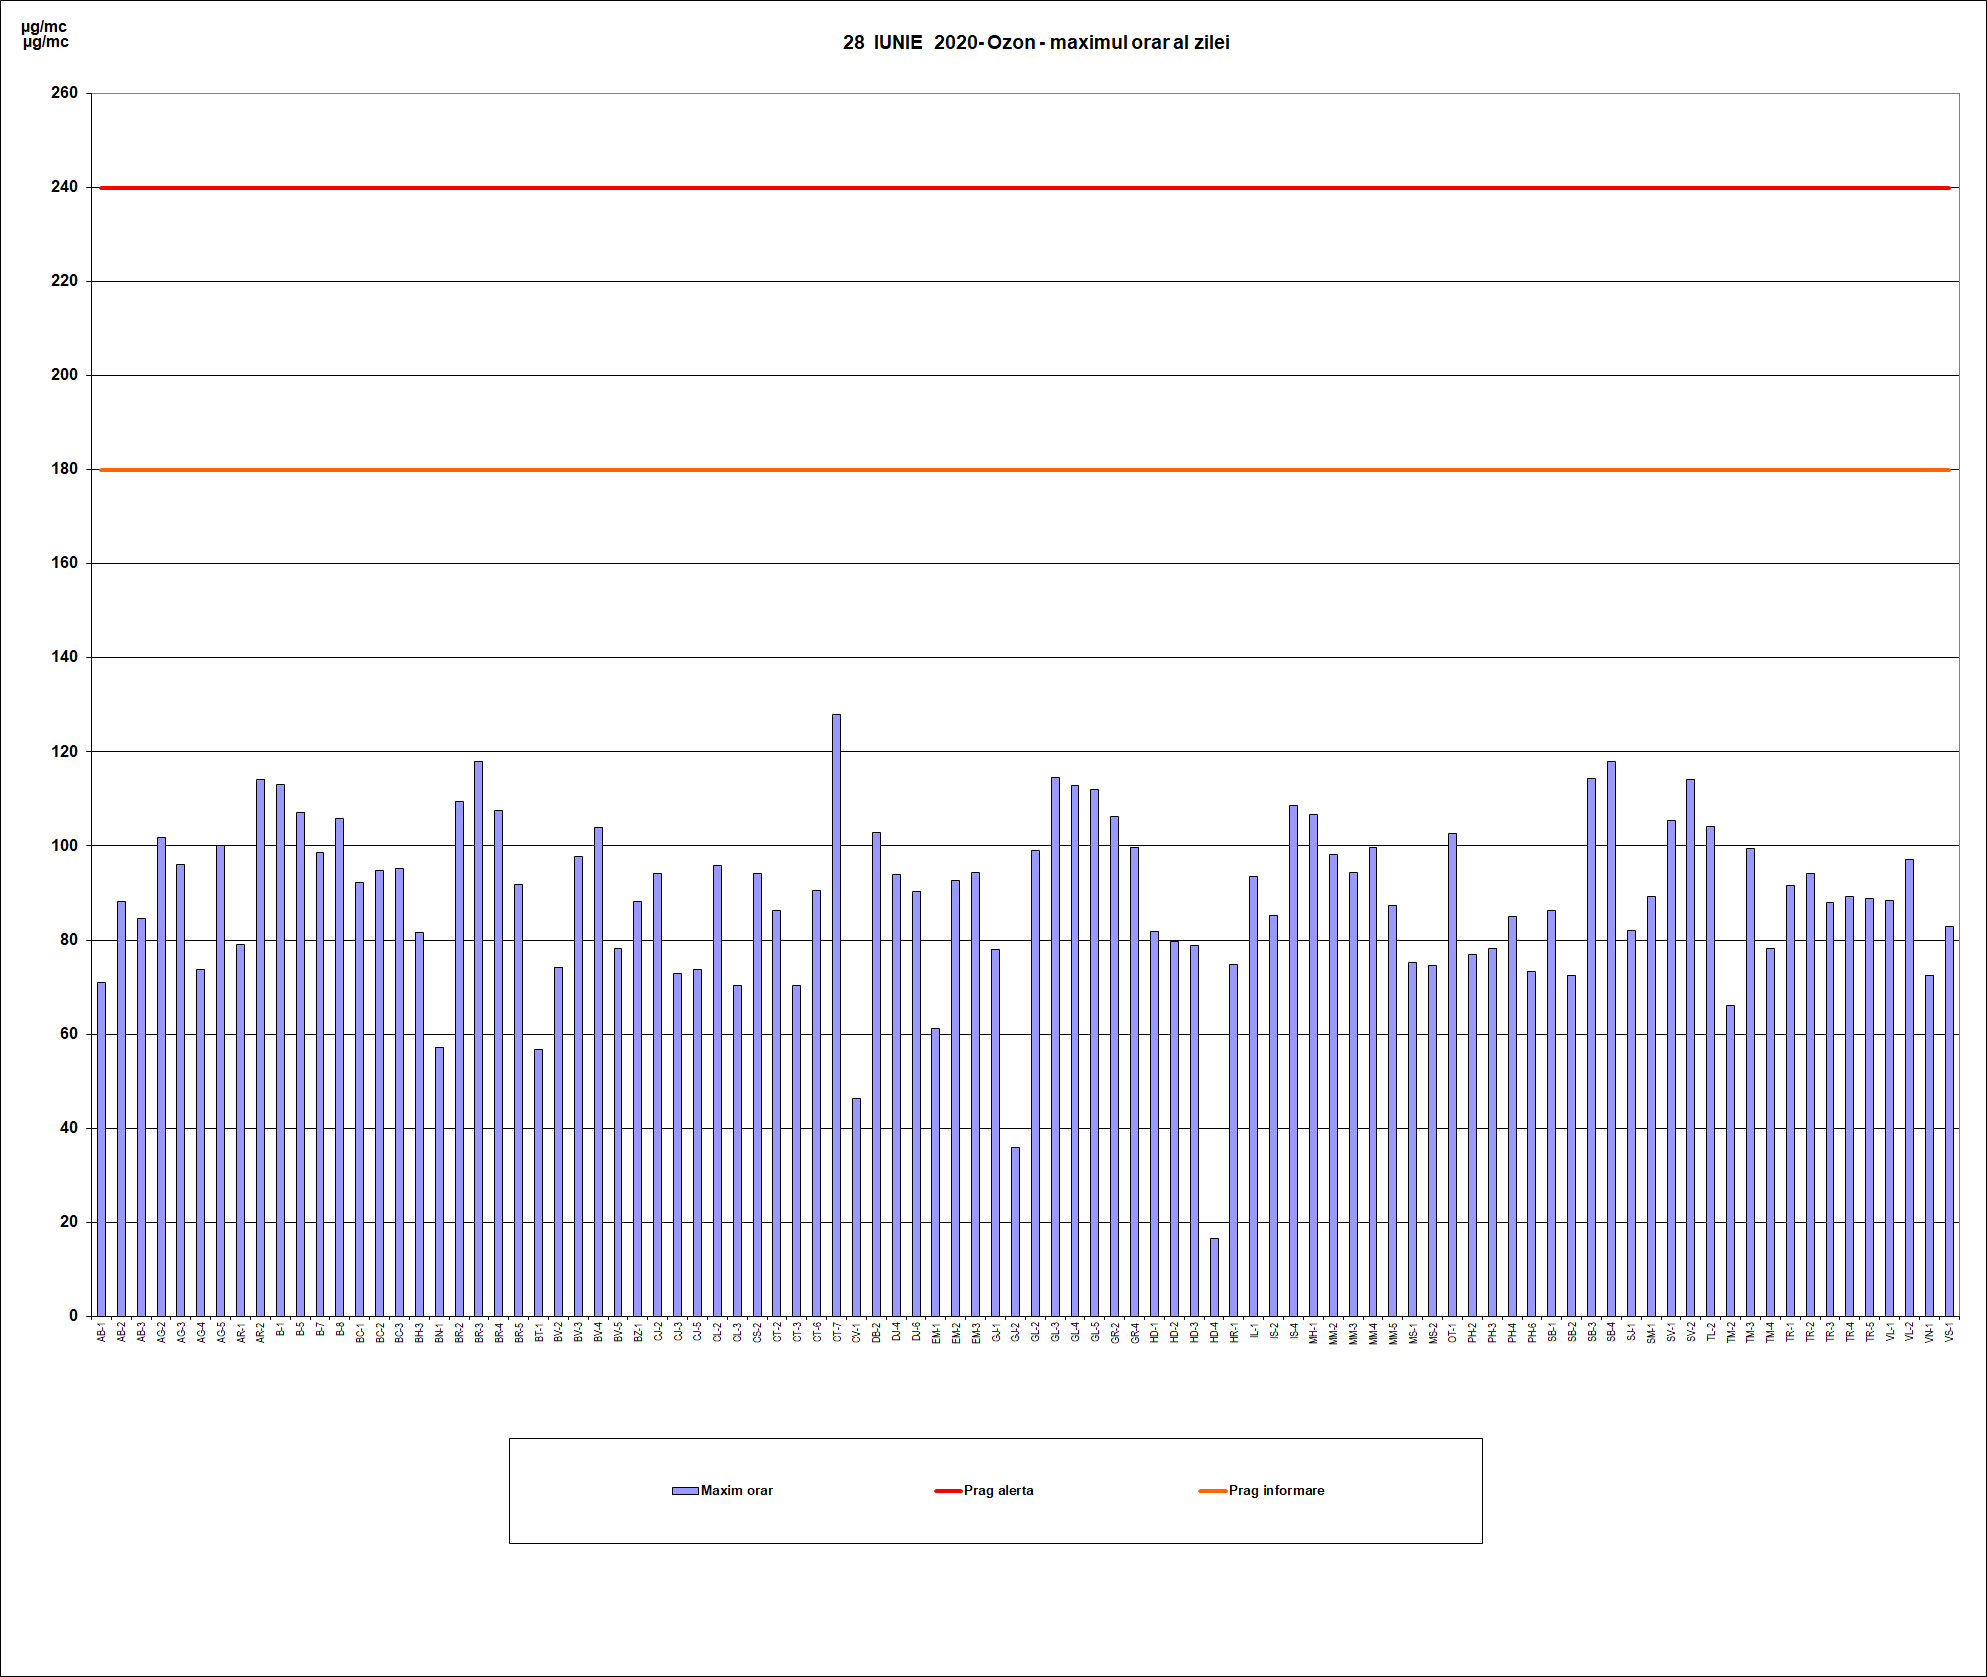 µg/mc
µg/mc
28 IUNIE 2020- Ozon - maximul orar al zilei
260
240
220
200
180
160
140
120
100
80
60
40
20
0
AB-1 AB-2 AB-3 AG-2 AG-3 AG-4 AG-5 AR-1 AR-2 B-1 B-5 B-7 B-8 BC-1 BC-2 BC-3 BH-3 BN-1 BR-2 BR-3 BR-4 BR-5 BT-1 BV-2 BV-3 BV-4 BV-5 BZ-1 CJ-2 CJ-3 CJ-5 CL-2 CL-3 CS-2 CT-2 CT-3 CT-6 CT-7 CV-1 DB-2 DJ-4 DJ-6 EM-1 EM-2 EM-3 GJ-1 GJ-2 GL-2 GL-3 GL-4 GL-5 GR-2 GR-4 HD-1 HD-2 HD-3 HD-4 HR-1 IL-1 IS-2 IS-4 MH-1 MM-2 MM-3 MM-4 MM-5 MS-1 MS-2 OT-1 PH-2 PH-3 PH-4 PH-6 SB-1 SB-2 SB-3 SB-4 SJ-1 SM-1 SV-1 SV-2 TL-2 TM-2 TM-3 TM-4 TR-1 TR-2 TR-3 TR-4 TR-5 VL-1 VL-2 VN-1 VS-1
Maxim orar Prag alerta Prag informare